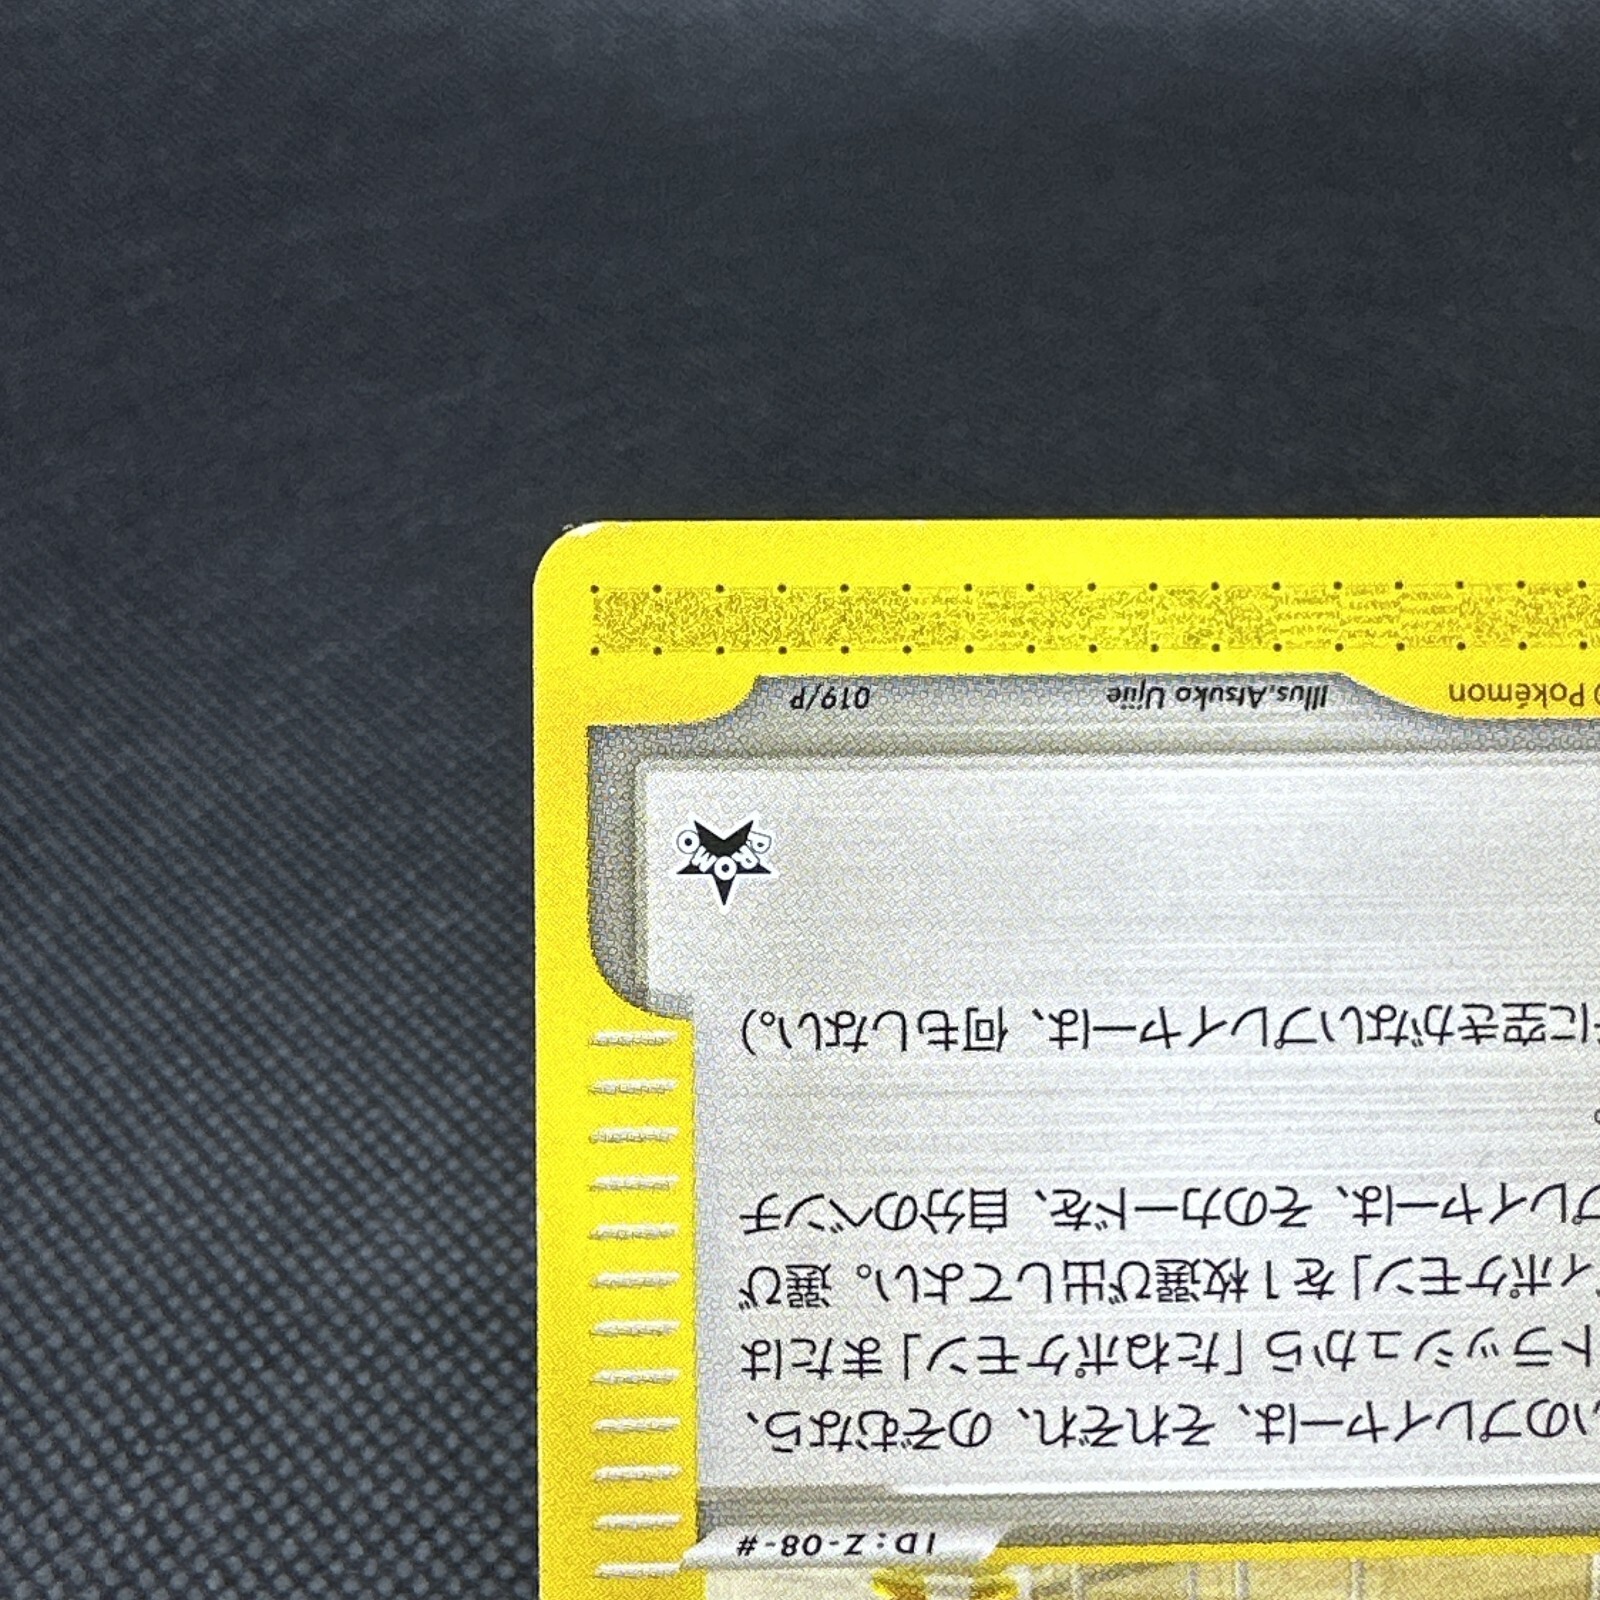 ID:Z-08-#
いのプレイヤーは、それぞれ、のぞむなら、
トラッシュから「たねポケモン」または
ィポケモン」を1枚選び出してよい。選び
プレイヤーは、そのカードを、自分のベンチ
。
に空きがないプレイヤーは、何もしない。)
PROMO
Pokémon
Illus.Atsuko Ujiie
019/P